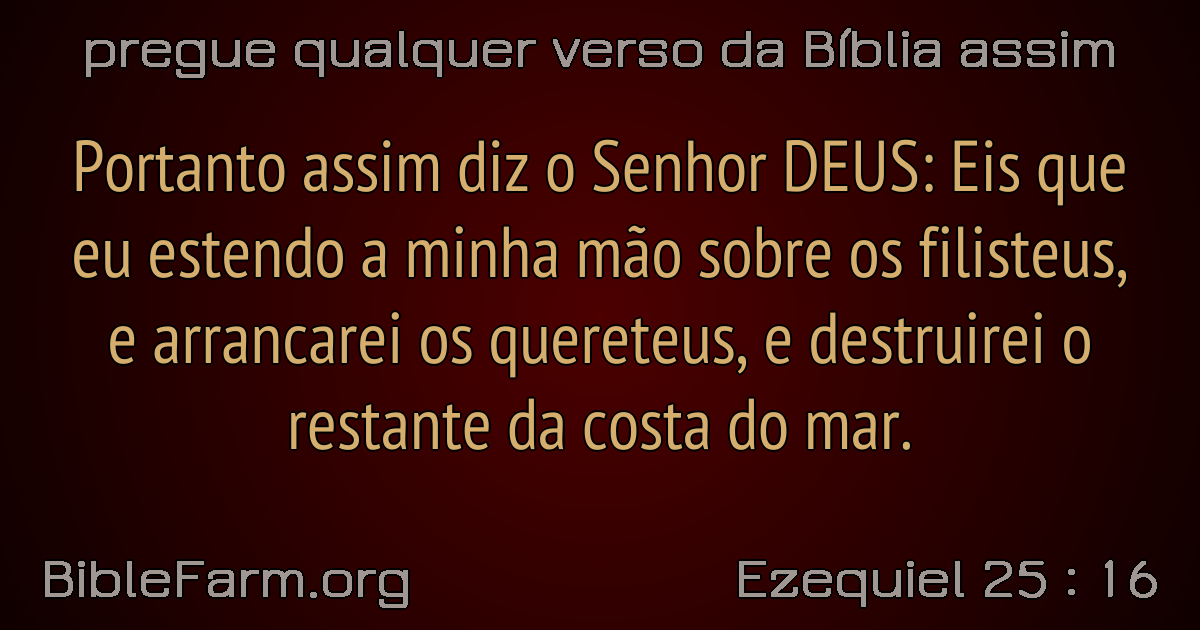 pregue qualquer verso da Bíblia assim
Portanto assim diz o Senhor DEUS: Eis que
eu estendo a minha mão sobre os filisteus,
e arrancarei os quereteus, e destruirei o
restante da costa do mar.
BibleFarm.org
Ezequiel 25 : 16